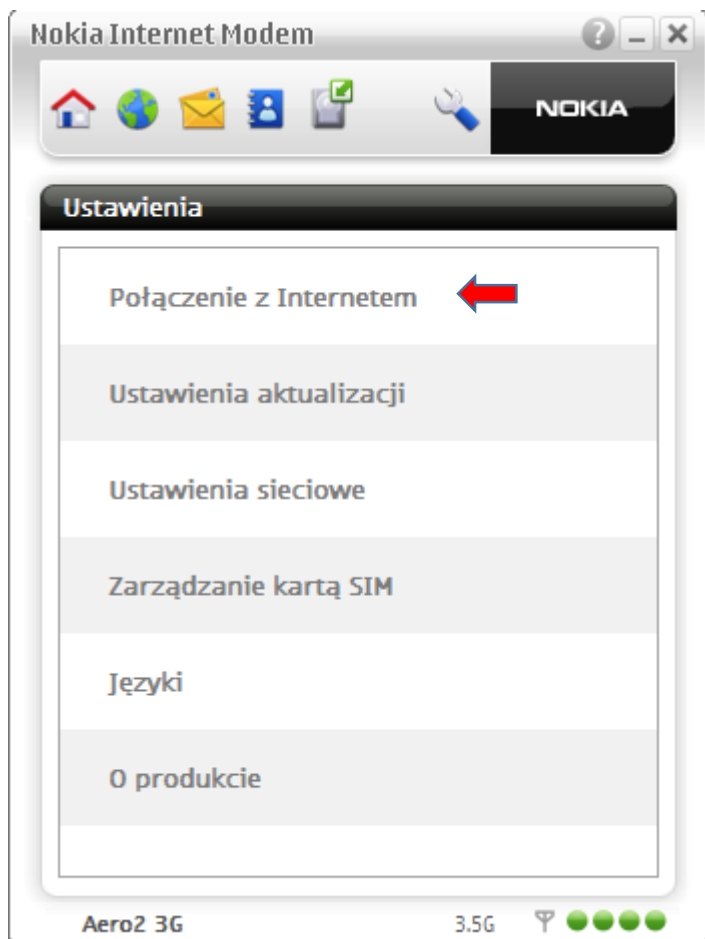 Nokia Internet Modem
NOKIA
Ustawienia
Połączenie z Internetem
Ustawienia aktualizacji
Ustawienia sieciowe
Zarządzanie kartą SIM
Języki
O produkcie
Aero2 3G 3.5G